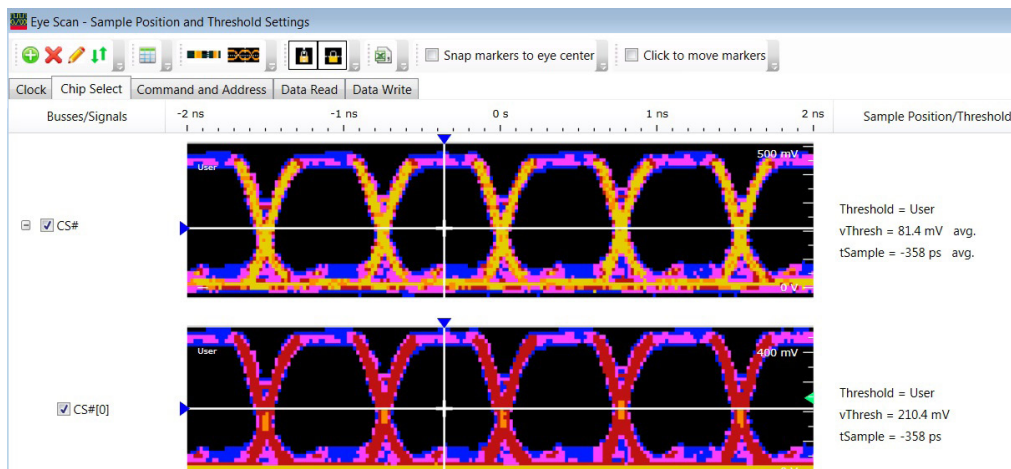 Eye Scan - Sample Position and Threshold Settings
Snap markers to eye center Click to move markers
Clock Chip Select Command and Address Data Read Data Write
Busses/Signals -2 ns -1 ns 0 s 1 ns 2 ns Sample Position/Threshold
500 mV
User
CS#
Threshold = User
vThresh = 81.4 mV avg.
tSample = -358 ps avg.
0 V
User
400 mV
CS#[0]
Threshold = User
vThresh = 210.4 mV
tSample = -358 ps